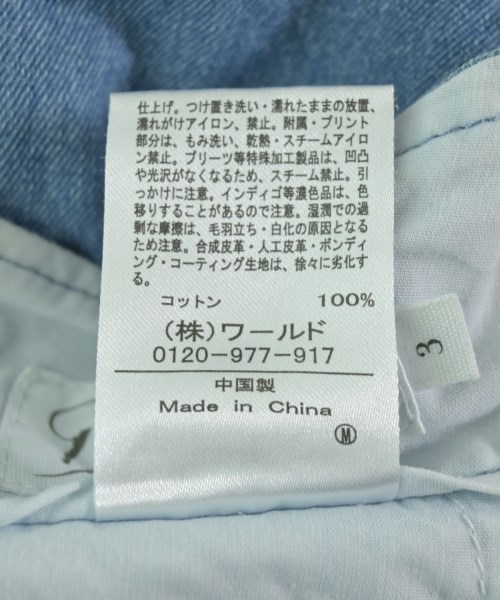 仕上げ。つけ置き洗い・濡れたままの放置、
濡れがけアイロン、禁止。附属・プリント
部分は、もみ洗い、乾熱・スチームアイロ
ン禁止。プリーツ等特殊加工製品は、凹凸
や光沢がなくなるため、スチーム禁止。引
っかけに注意。インディゴ等濃色品は、色
移りすることがあるので注意。湿潤での過
剰な摩擦は、毛羽立ち・白化の原因となる
ため注意。合成皮革・人工皮革・ボンディ
ング・コーティング生地は、徐々に劣化す
る。
コットン 100%
(株)ワールド
0120-977-917
中国製
Made in China
Ⓜ
3